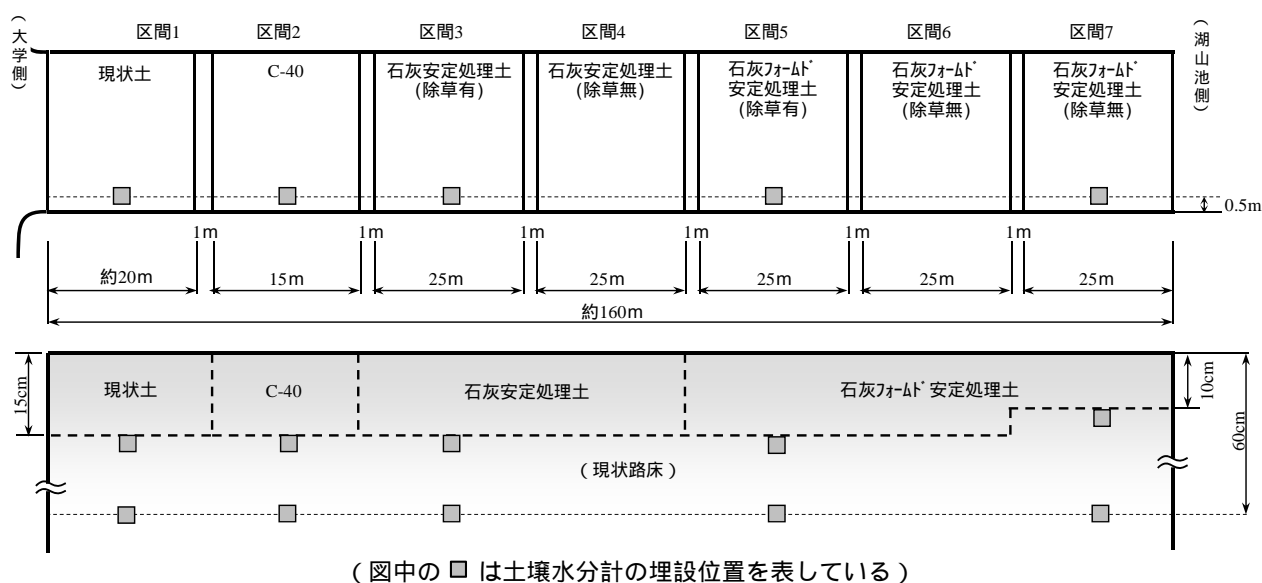 (大学側)
区間1
区間2
区間3
区間4
区間5
区間6
区間7
(湖山池側)
現状土
C-40
石灰安定処理土
(除草有)
石灰安定処理土
(除草無)
石灰フォームド
安定処理土
(除草有)
石灰フォームド
安定処理土
(除草無)
石灰フォームド
安定処理土
(除草無)
0.5m
1m
1m
1m
1m
1m
1m
約20m
15m
25m
25m
25m
25m
25m
約160m
15cm
現状土
C-40
石灰安定処理土
石灰フォームド安定処理土
10cm
60cm
(現状路床)
(図中の ■ は土壌水分計の埋設位置を表している)